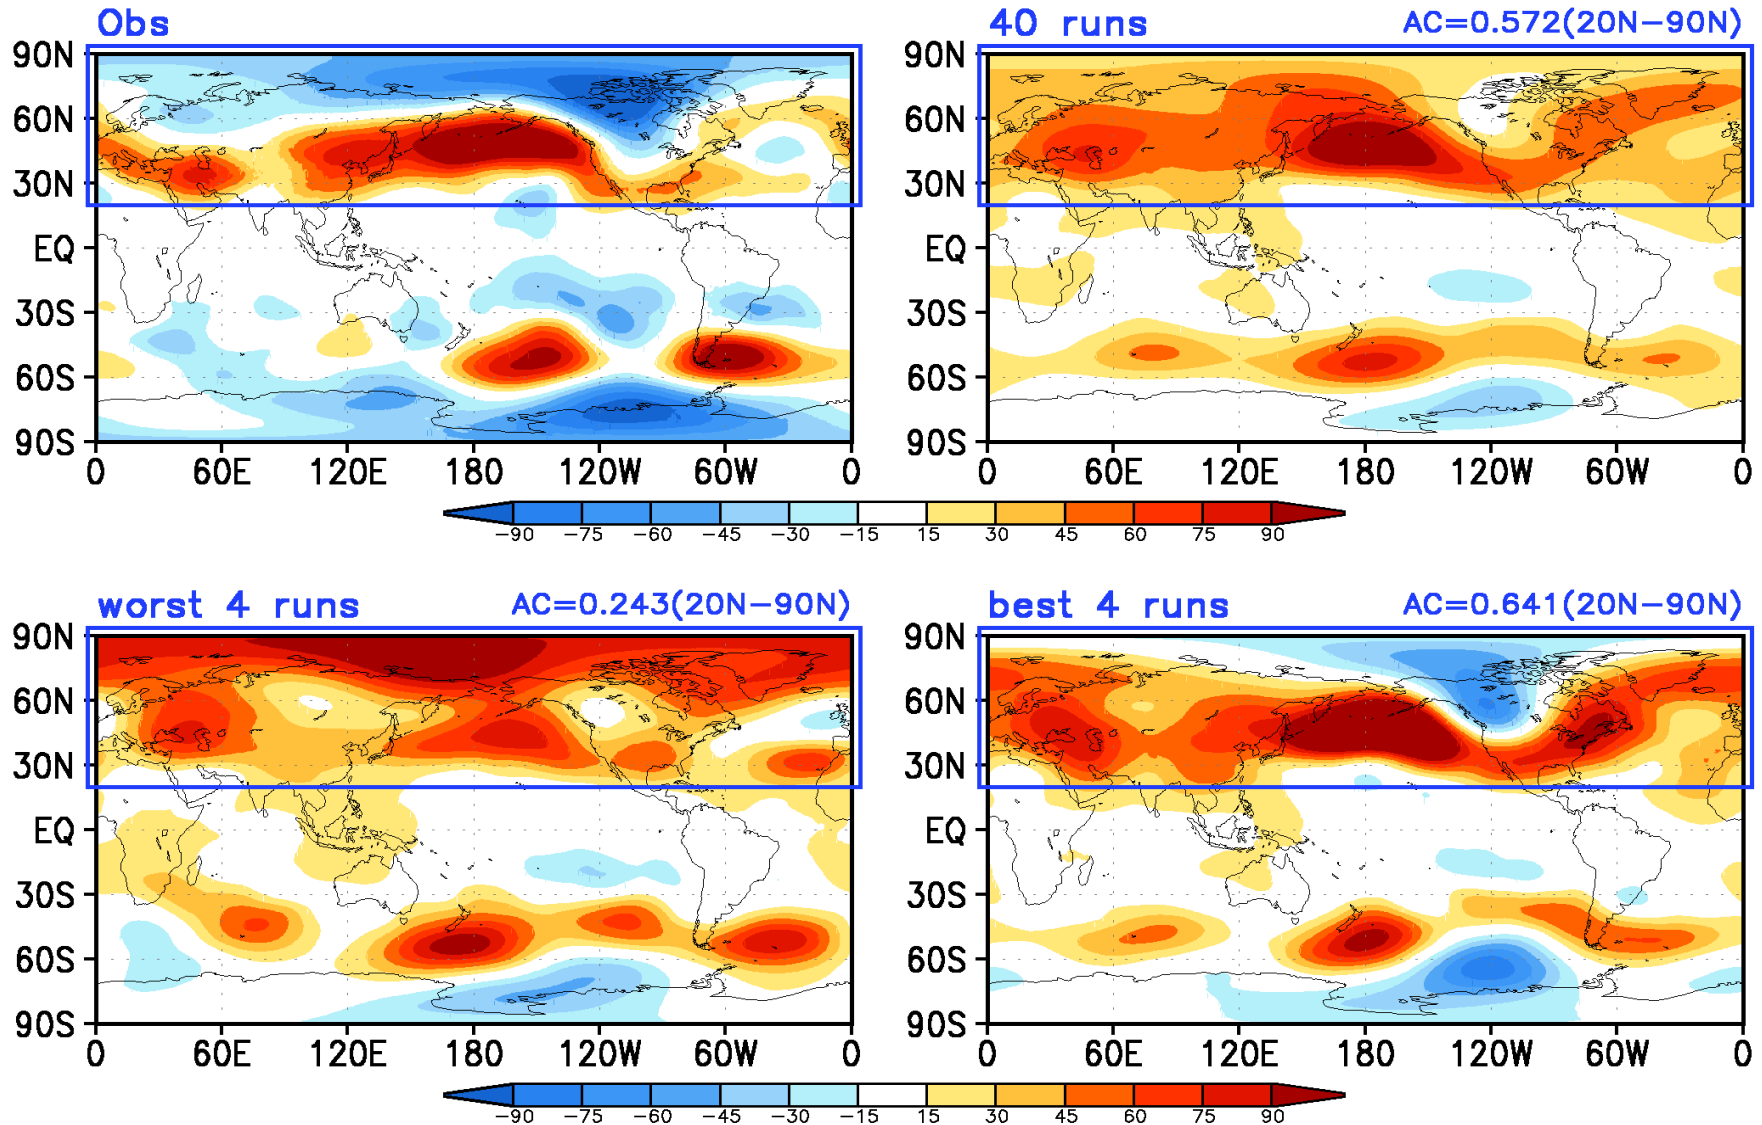 Obs
40 runs AC=0.572(20N−90N)
90N 90N
60N 60N
30N 30N
EQ EQ
30S 30S
60S 60S
90S 90S
0 60E 120E 180 120W 60W 0 0 60E 120E 180 120W 60W 0
−90 −75 −60 −45 −30 −15 15 30 45 60 75 90
worst 4 runs AC=0.243(20N−90N)
best 4 runs AC=0.641(20N−90N)
90N 90N
60N 60N
30N 30N
EQ EQ
30S 30S
60S 60S
90S 90S
0 60E 120E 180 120W 60W 0 0 60E 120E 180 120W 60W 0
−90 −75 −60 −45 −30 −15 15 30 45 60 75 90